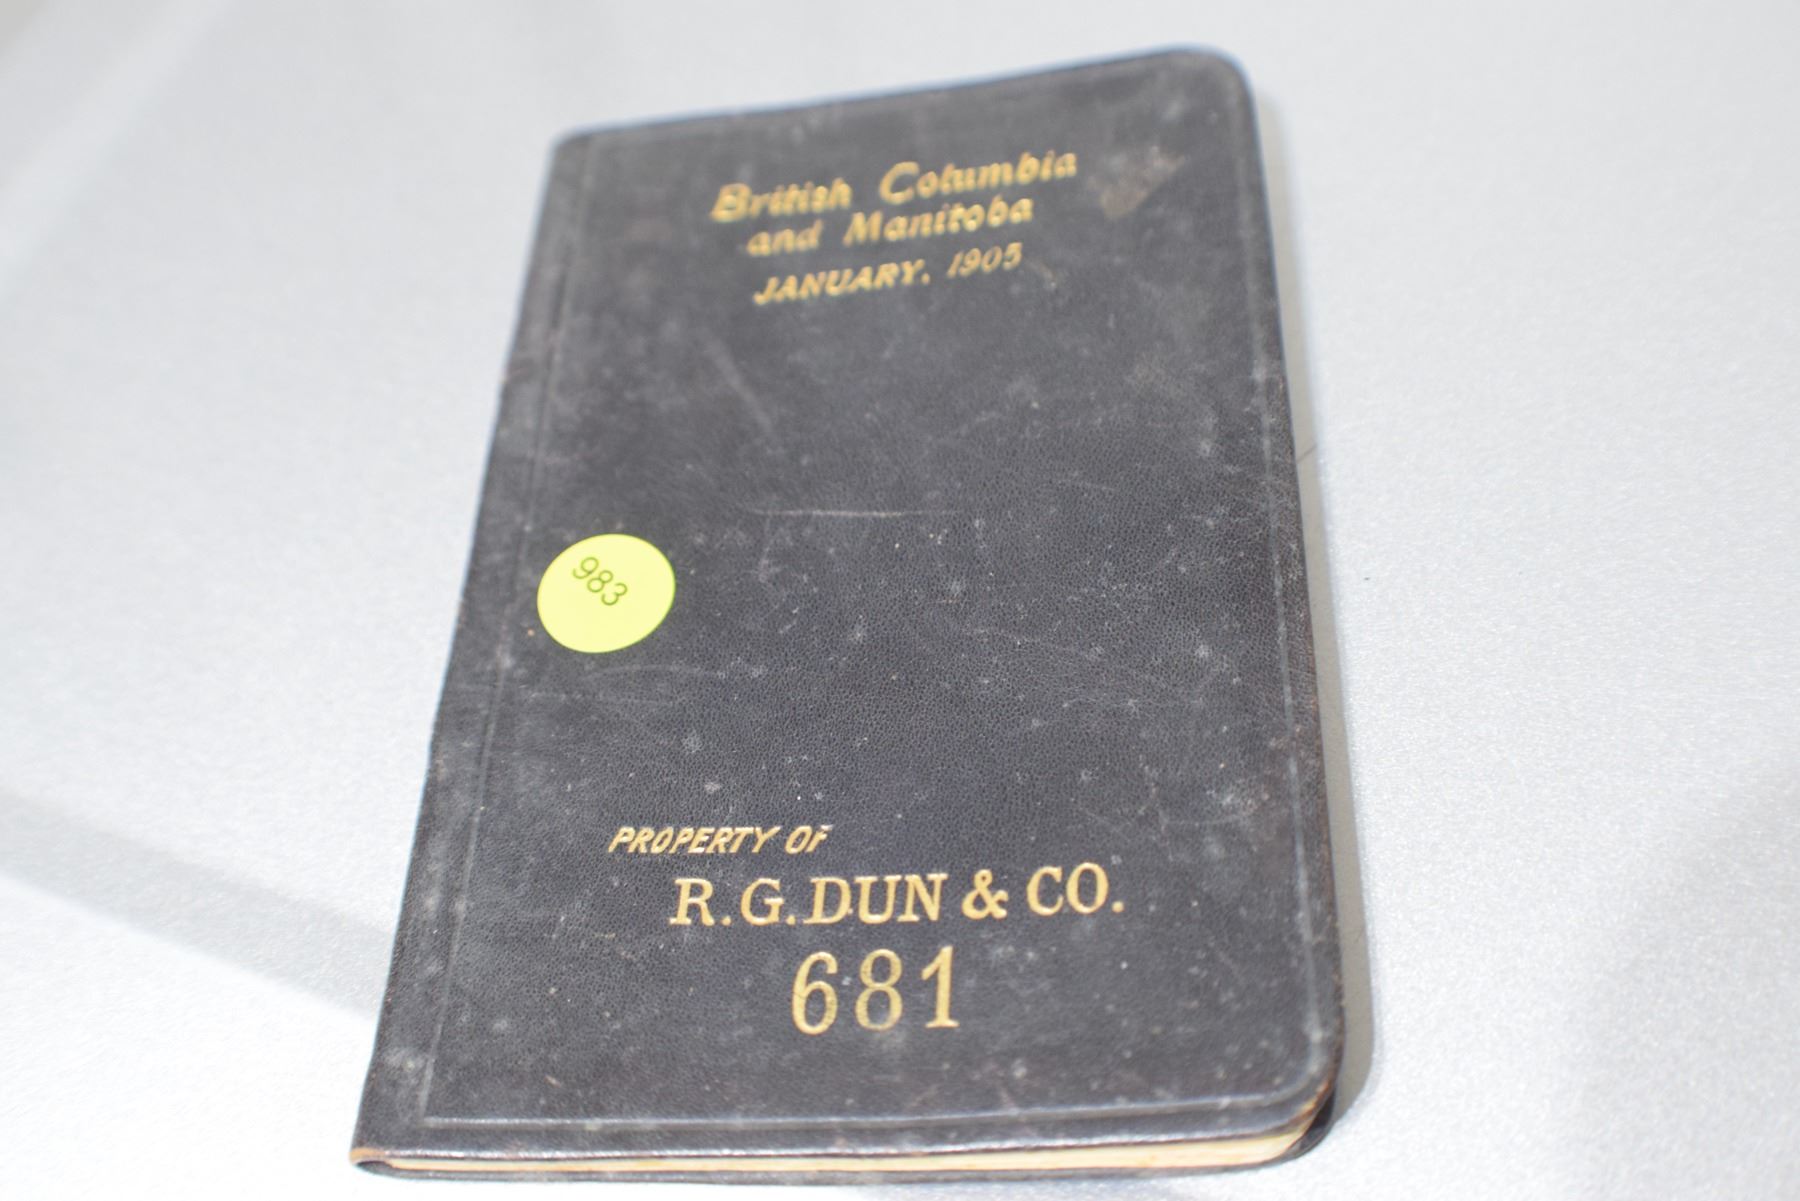 British Columbia
and Manitoba
JANUARY, 1905
983
PROPERTY OF
R.G. DUN & CO.
681